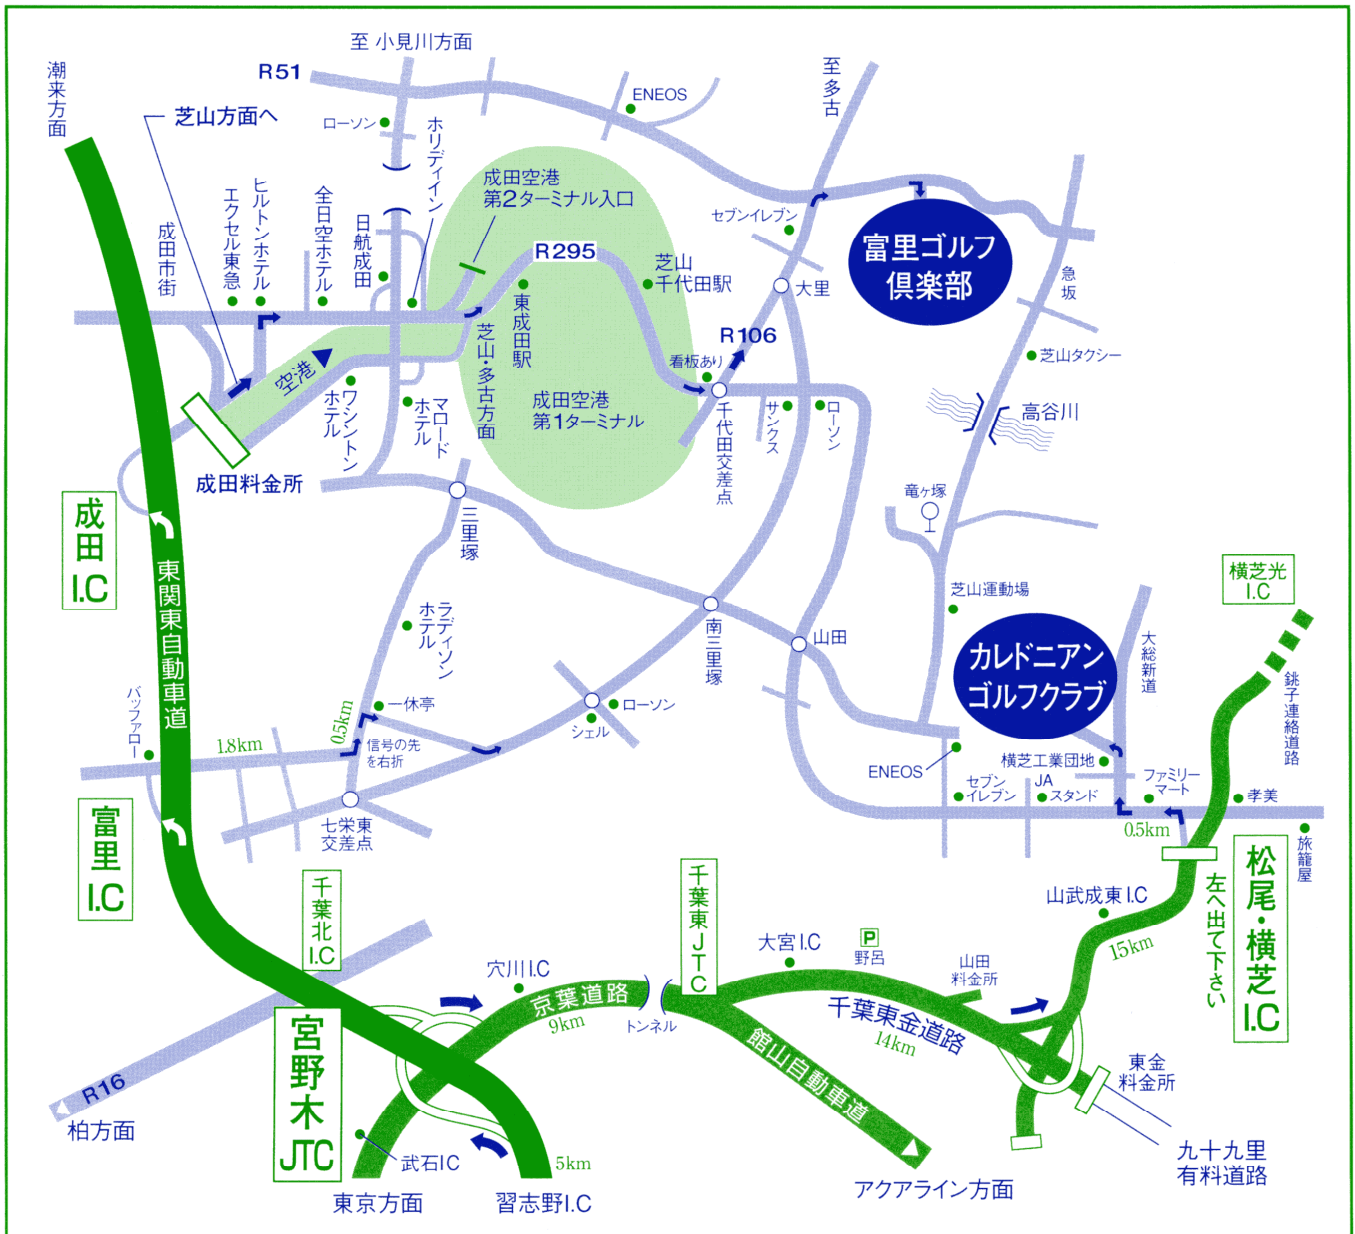 至 小見川方面
R51
潮来方面
芝山方面へ
ローソン
ホリディイン
ENEOS
至多古
成田空港
第2ターミナル入口
セブンイレブン
富里ゴルフ
倶楽部
成田市街
エクセル東急
ヒルトンホテル
全日空ホテル
日航成田
R295
芝山
千代田駅
大里
急坂
東成田駅
芝山・多古方面
R106
看板あり
芝山タクシー
空港
ワシントン
ホテル
マロード
ホテル
成田空港
第1ターミナル
千代田交差点
サンクス
ローソン
高谷川
成田料金所
成田
I.C
三里塚
竜ヶ塚
東関東自動車道
横芝光
I.C
ラディソン
ホテル
南三里塚
山田
芝山運動場
カレドニアン
ゴルフクラブ
大総新道
銚子連絡道路
バッファロー
1.8km
0.5km
一休亭
信号の先
を右折
ローソン
シェル
ENEOS
横芝工業団地
セブン
イレブン
JA
スタンド
ファミリー
マート
孝美
0.5km
旅籠屋
富里
I.C
七栄東
交差点
千葉北
I.C
千葉東JTC
山武成東I.C
15km
左へ出て下さい
松尾・横芝
I.C
穴川I.C
京葉道路
9km
トンネル
大宮I.C
P
野呂
山田
料金所
千葉東金道路
14km
館山自動車道
宮野木
JTC
R16
柏方面
武石IC
5km
東京方面
習志野I.C
アクアライン方面
東金
料金所
九十九里
有料道路